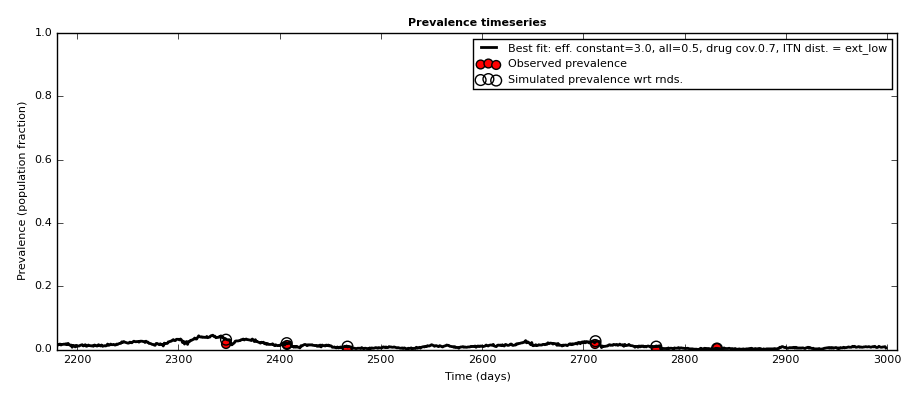 Prevalence timeseries
1.0
0.8
0.6
0.4
0.2
0.0
Prevalence (population fraction)
Best fit: eff. constant=3.0, all=0.5, drug cov.0.7, ITN dist. = ext_low
Observed prevalence
Simulated prevalence wrt rnds.
2200 2300 2400 2500 2600 2700 2800 2900 3000
Time (days)